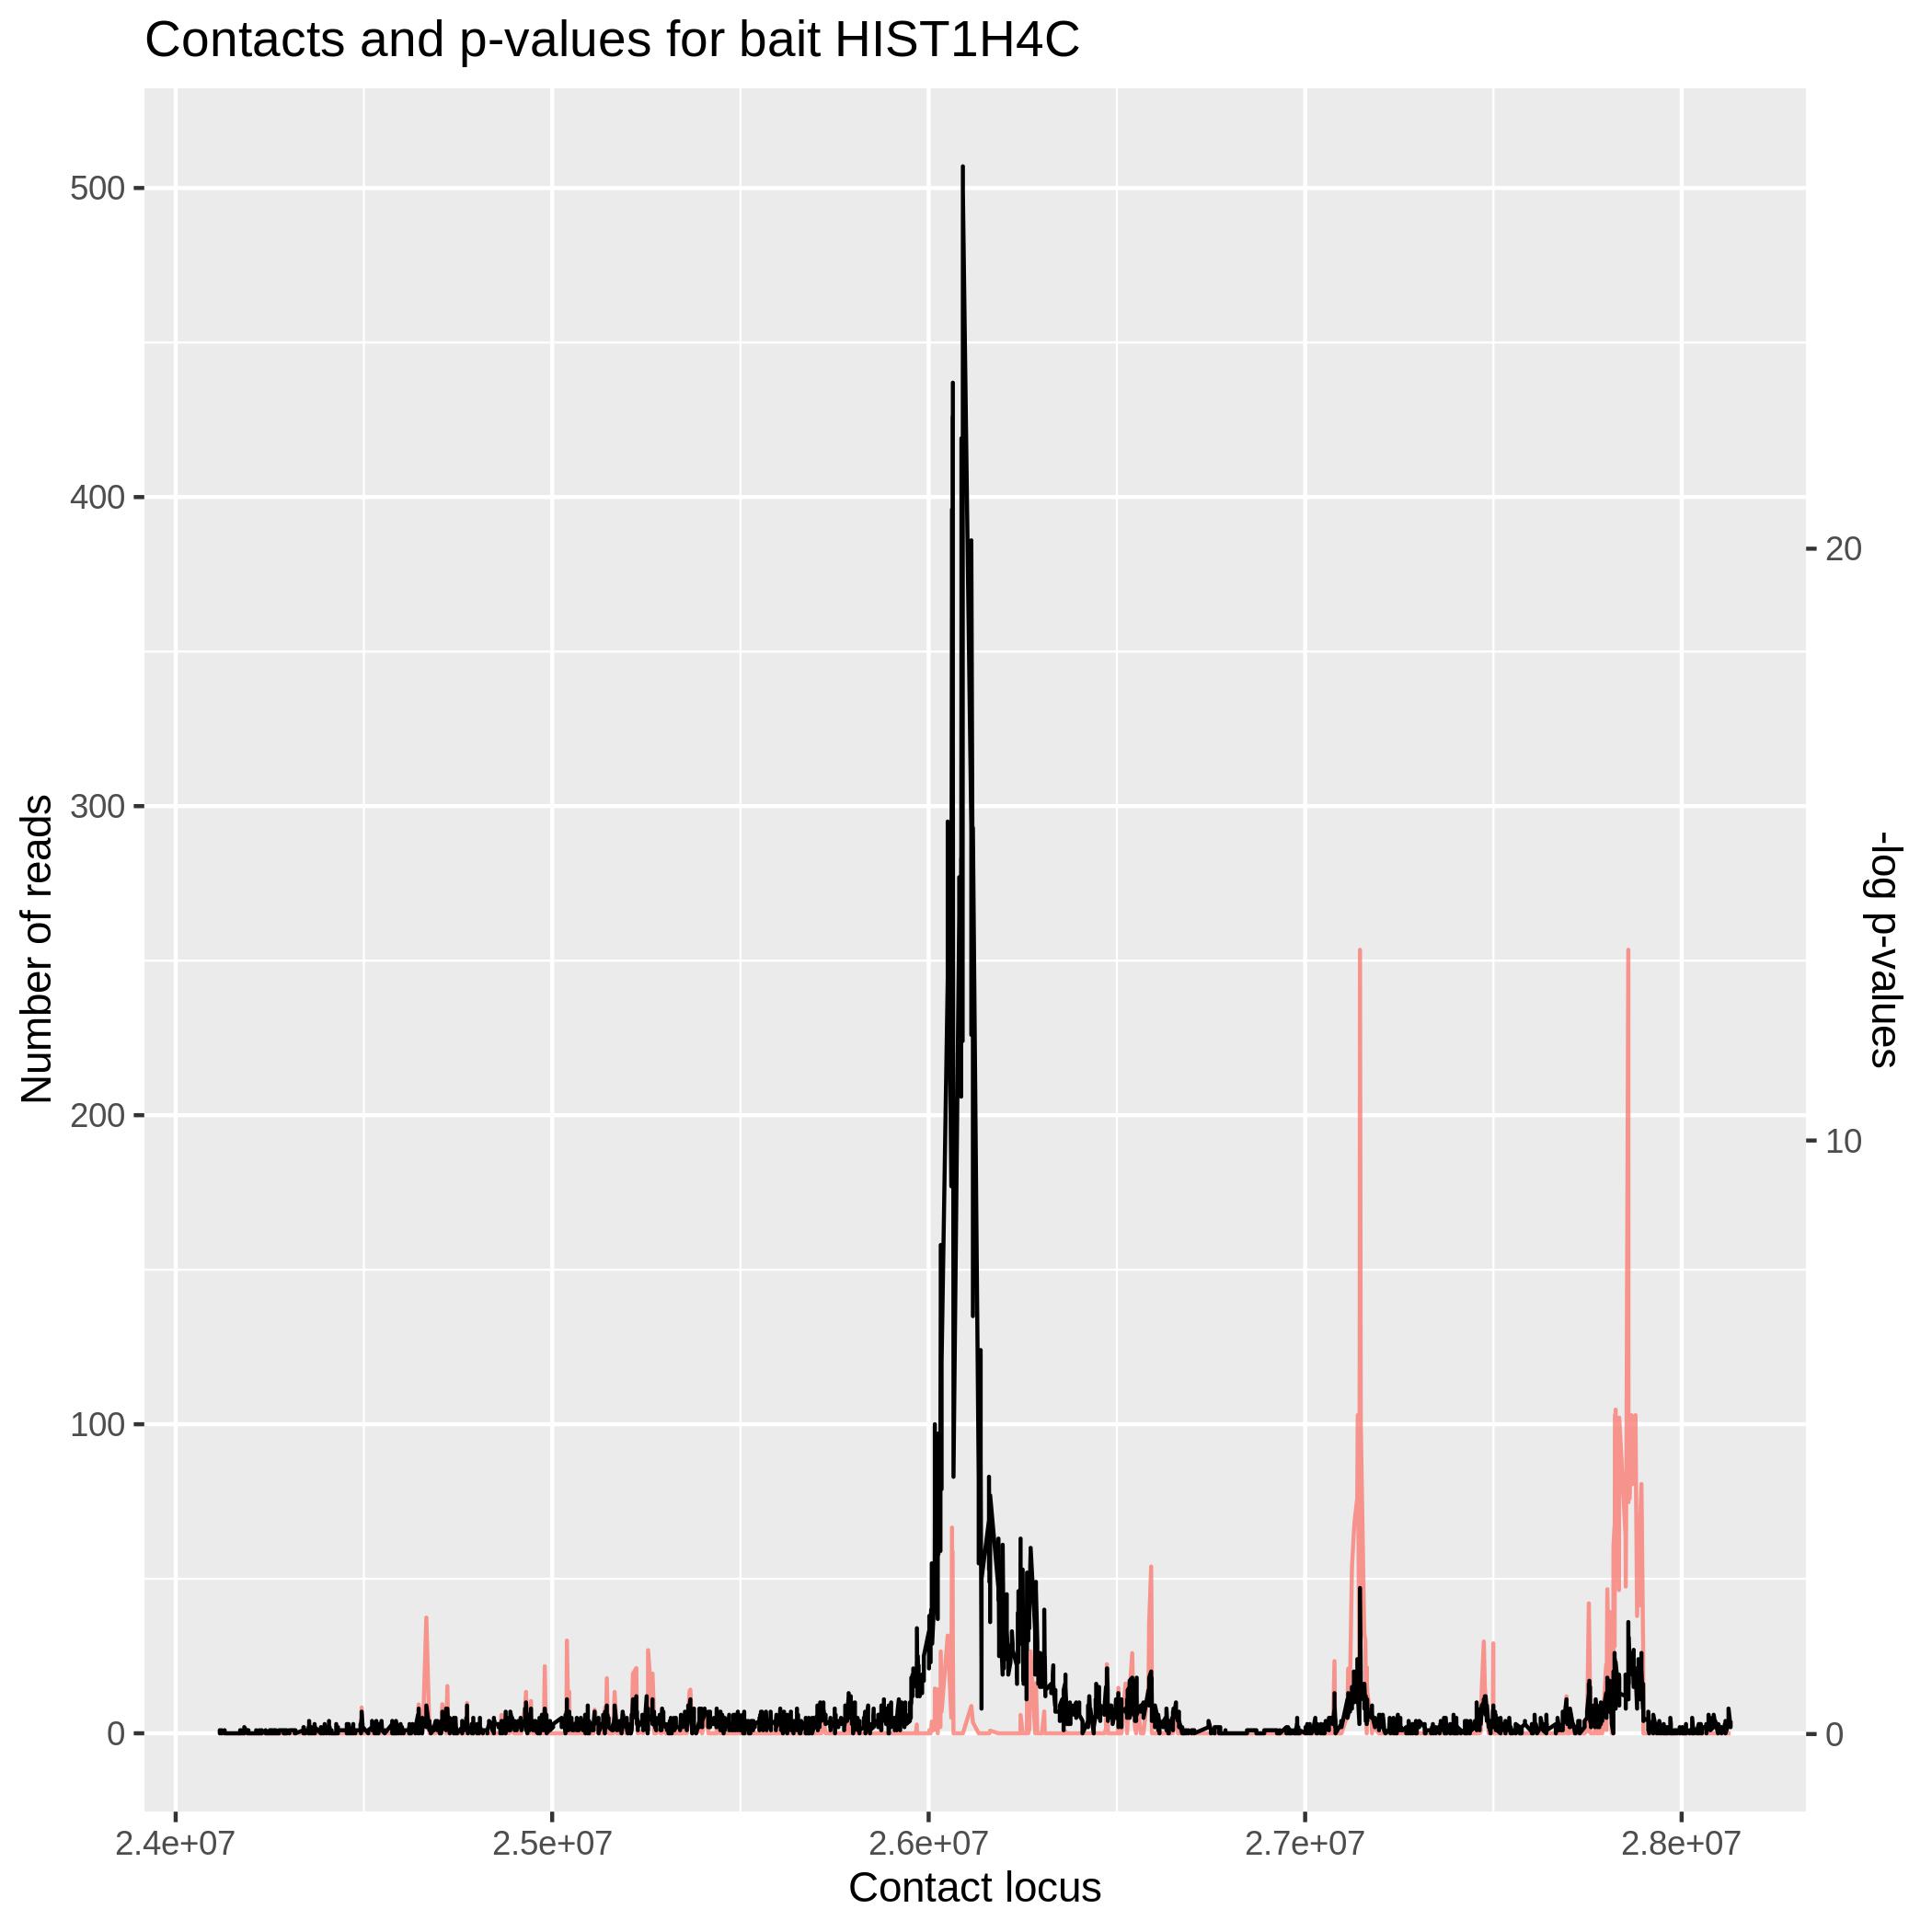 Contacts and p-values for bait HIST1H4C
500
400
300
200
100
0
Number of reads
20
10
0
-log p-values
2.4e+07
2.5e+07
2.6e+07
2.7e+07
2.8e+07
Contact locus